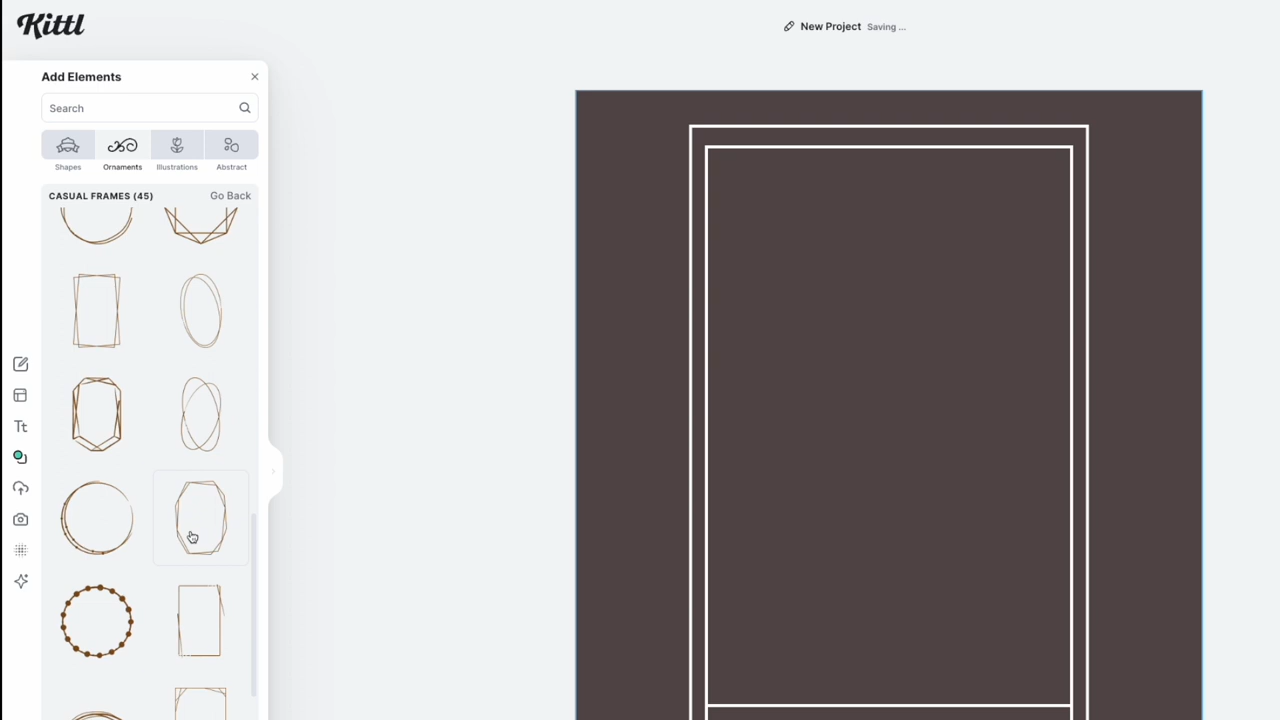 Kittl
New Project Saving ...
Add Elements
Search
Shapes Ornaments Illustrations Abstract
CASUAL FRAMES (45) Go Back
Tt